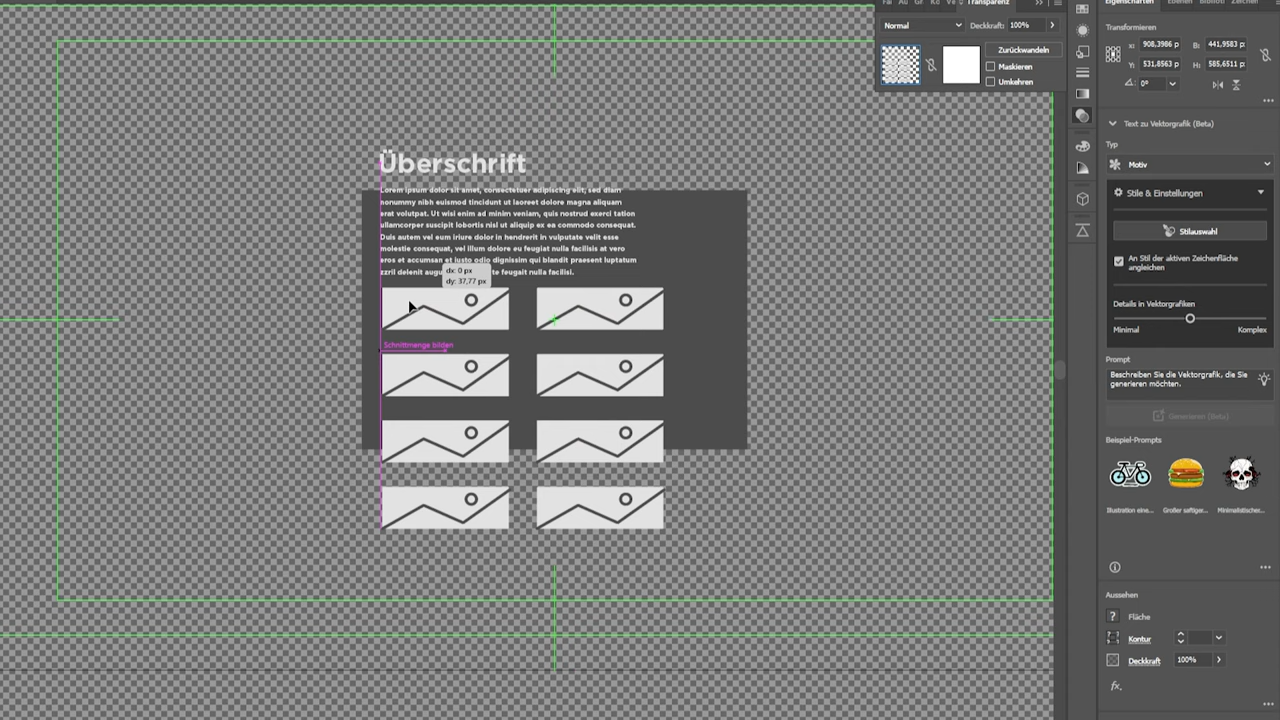 Transparenz
Normal
Deckkraft:
100%
Zurückwandeln
Maskieren
Umkehren
Eigenschaften
Ebenen
Zeichen
Transformieren
X:
908,3986 p
B:
441,9583 p
Y:
531,8563 p
H:
585,6511 p
0°
Text zu Vektorgrafik (Beta)
Typ
Motiv
Stile & Einstellungen
Stilauswahl
An Stil der aktiven Zeichenfläche
angleichen
Details in Vektorgrafiken
Minimal
Komplex
Prompt
Beschreiben Sie die Vektorgrafik, die Sie
generieren möchten.
Generieren (Beta)
Beispiel-Prompts
Illustration eine...
Großer saftiger...
Minimalistischer...
Aussehen
Fläche
Kontur
Deckkraft
100%
fx.
Überschrift
Lorem ipsum dolor sit amet, consectetuer adipiscing elit, sed diam
nonummy nibh euismod tincidunt ut laoreet dolore magna aliquam
erat volutpat. Ut wisi enim ad minim veniam, quis nostrud exerci tation
ullamcorper suscipit lobortis nisl ut aliquip ex ea commodo consequat.
Duis autem vel eum iriure dolor in hendrerit in vulputate velit esse
molestie consequat, vel illum dolore eu feugiat nulla facilisis at vero
eros et accumsan et iusto odio dignissim qui blandit praesent luptatum
zzril delenit augu te feugait nulla facilisi.
dx: 0 px
dy: 37,77 px
Schnittmenge bilden